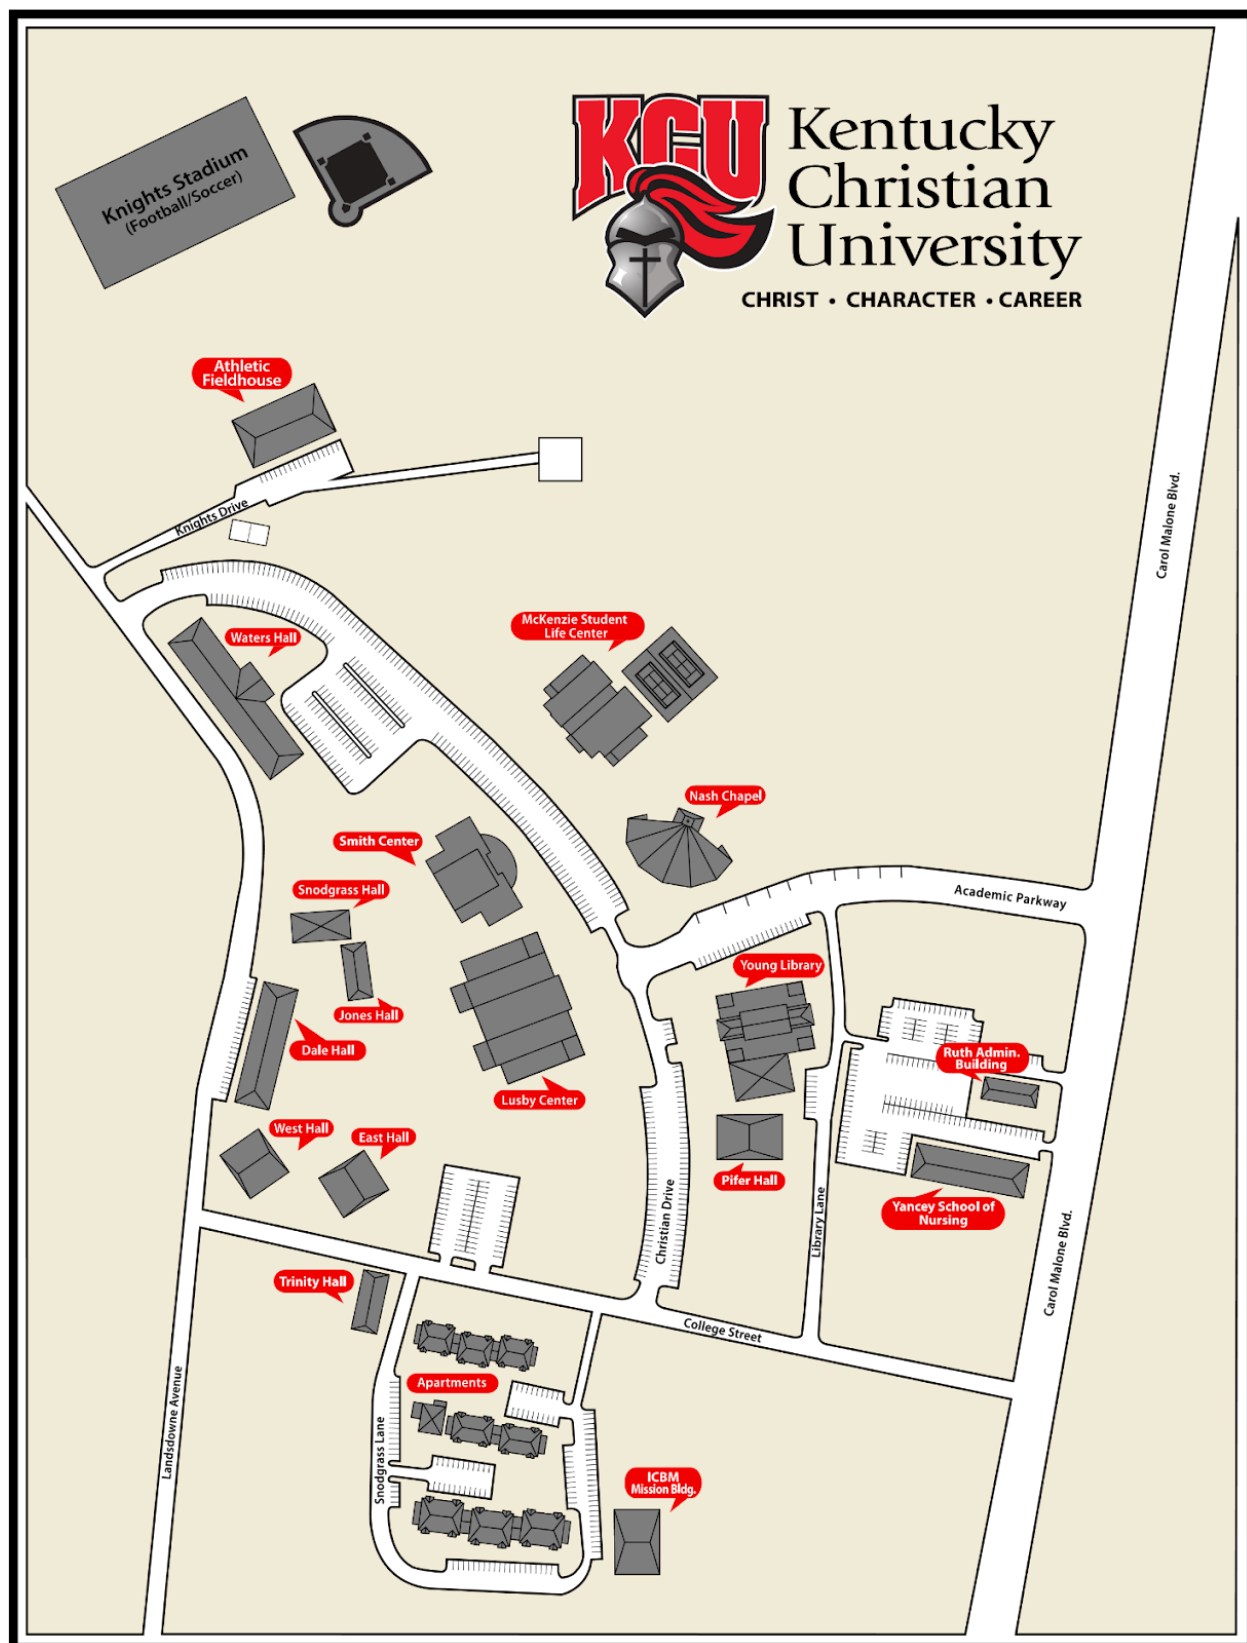 KCU
Kentucky
Christian
University
CHRIST • CHARACTER • CAREER
Knights Stadium
(Football/Soccer)
Athletic
Fieldhouse
Knights Drive
Carol Malone Blvd.
McKenzie Student
Life Center
Waters Hall
Nash Chapel
Smith Center
Snodgrass Hall
Academic Parkway
Young Library
Jones Hall
Dale Hall
Ruth Admin.
Building
Lusby Center
West Hall
East Hall
Pifer Hall
Christian Drive
Library Lane
Yancey School of
Nursing
Carol Malone Blvd.
Trinity Hall
College Street
Apartments
Landsdowne Avenue
Snodgrass Lane
ICBM
Mission Bldg.